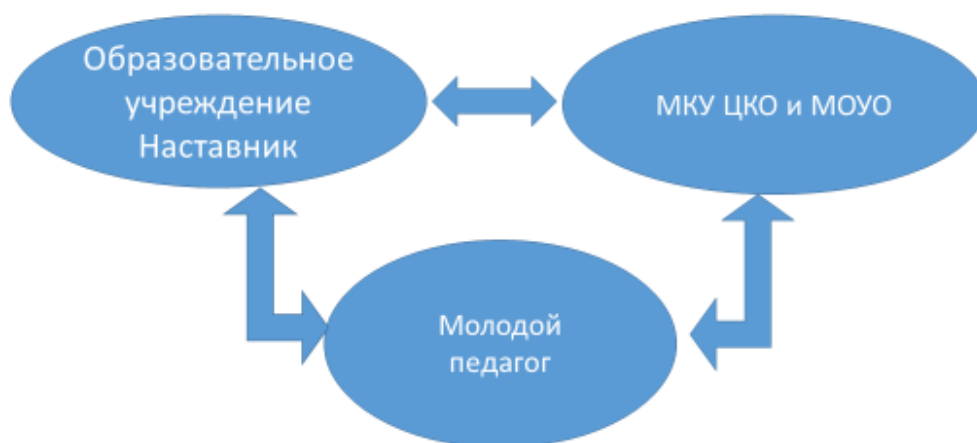 Образовательное
учреждение
Наставник
МКУ ЦКО и МОУО
Молодой
педагог